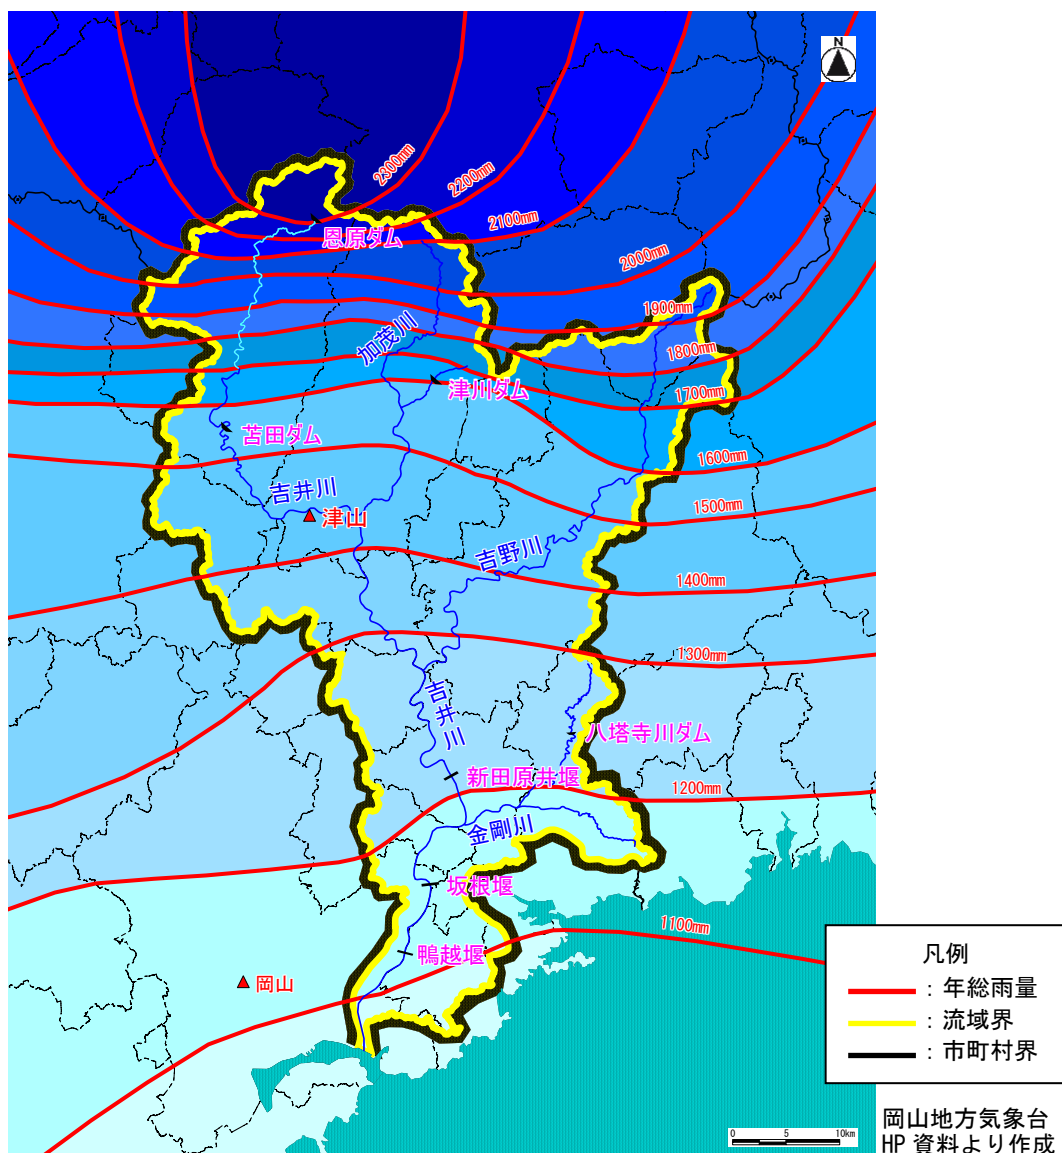 N
2300mm
2200mm
2100mm
恩原ダム
2000mm
1900mm
加茂川
1800mm
津川ダム
1700mm
苫田ダム
1600mm
吉井川
1500mm
津山
吉野川
1400mm
1300mm
吉井川
八塔寺川ダム
新田原井堰
1200mm
金剛川
坂根堰
1100mm
鴨越堰
岡山
凡例
：年総雨量
：流域界
：市町村界
岡山地方気象台
HP 資料より作成
0 5 10km